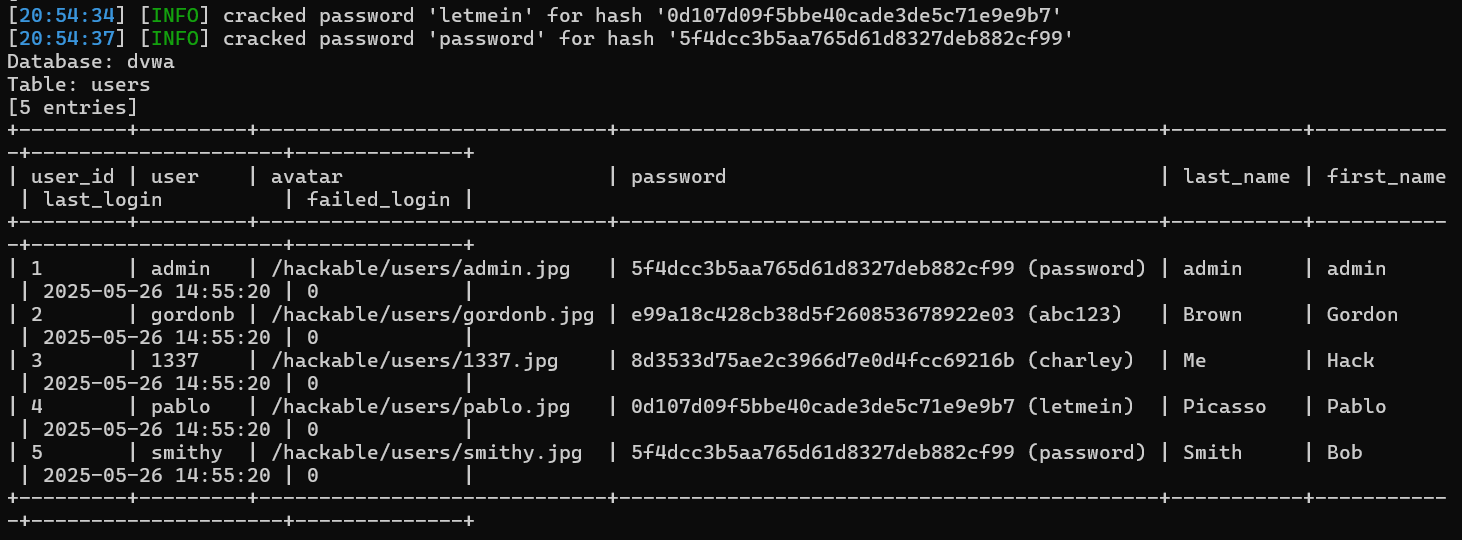 [20:54:34] [INFO] cracked password 'letmein' for hash '0d107d09f5bbe40cade3de5c71e9e9b7'
[20:54:37] [INFO] cracked password 'password' for hash '5f4dcc3b5aa765d61d8327deb882cf99'
Database: dvwa
Table: users
[5 entries]
+---------+---------+-----------------------------+---------------------------------------------+-----------+-----------
-+---------------------+--------------+
| user_id | user    | avatar                      | password                                    | last_name | first_name
 | last_login          | failed_login |
+---------+---------+-----------------------------+---------------------------------------------+-----------+-----------
-+---------------------+--------------+
| 1       | admin   | /hackable/users/admin.jpg   | 5f4dcc3b5aa765d61d8327deb882cf99 (password) | admin     | admin
 | 2025-05-26 14:55:20 | 0            |
| 2       | gordonb | /hackable/users/gordonb.jpg | e99a18c428cb38d5f260853678922e03 (abc123)   | Brown     | Gordon
 | 2025-05-26 14:55:20 | 0            |
| 3       | 1337    | /hackable/users/1337.jpg    | 8d3533d75ae2c3966d7e0d4fcc69216b (charley)  | Me        | Hack
 | 2025-05-26 14:55:20 | 0            |
| 4       | pablo   | /hackable/users/pablo.jpg   | 0d107d09f5bbe40cade3de5c71e9e9b7 (letmein)  | Picasso   | Pablo
 | 2025-05-26 14:55:20 | 0            |
| 5       | smithy  | /hackable/users/smithy.jpg  | 5f4dcc3b5aa765d61d8327deb882cf99 (password) | Smith     | Bob
 | 2025-05-26 14:55:20 | 0            |
+---------+---------+-----------------------------+---------------------------------------------+-----------+-----------
-+---------------------+--------------+